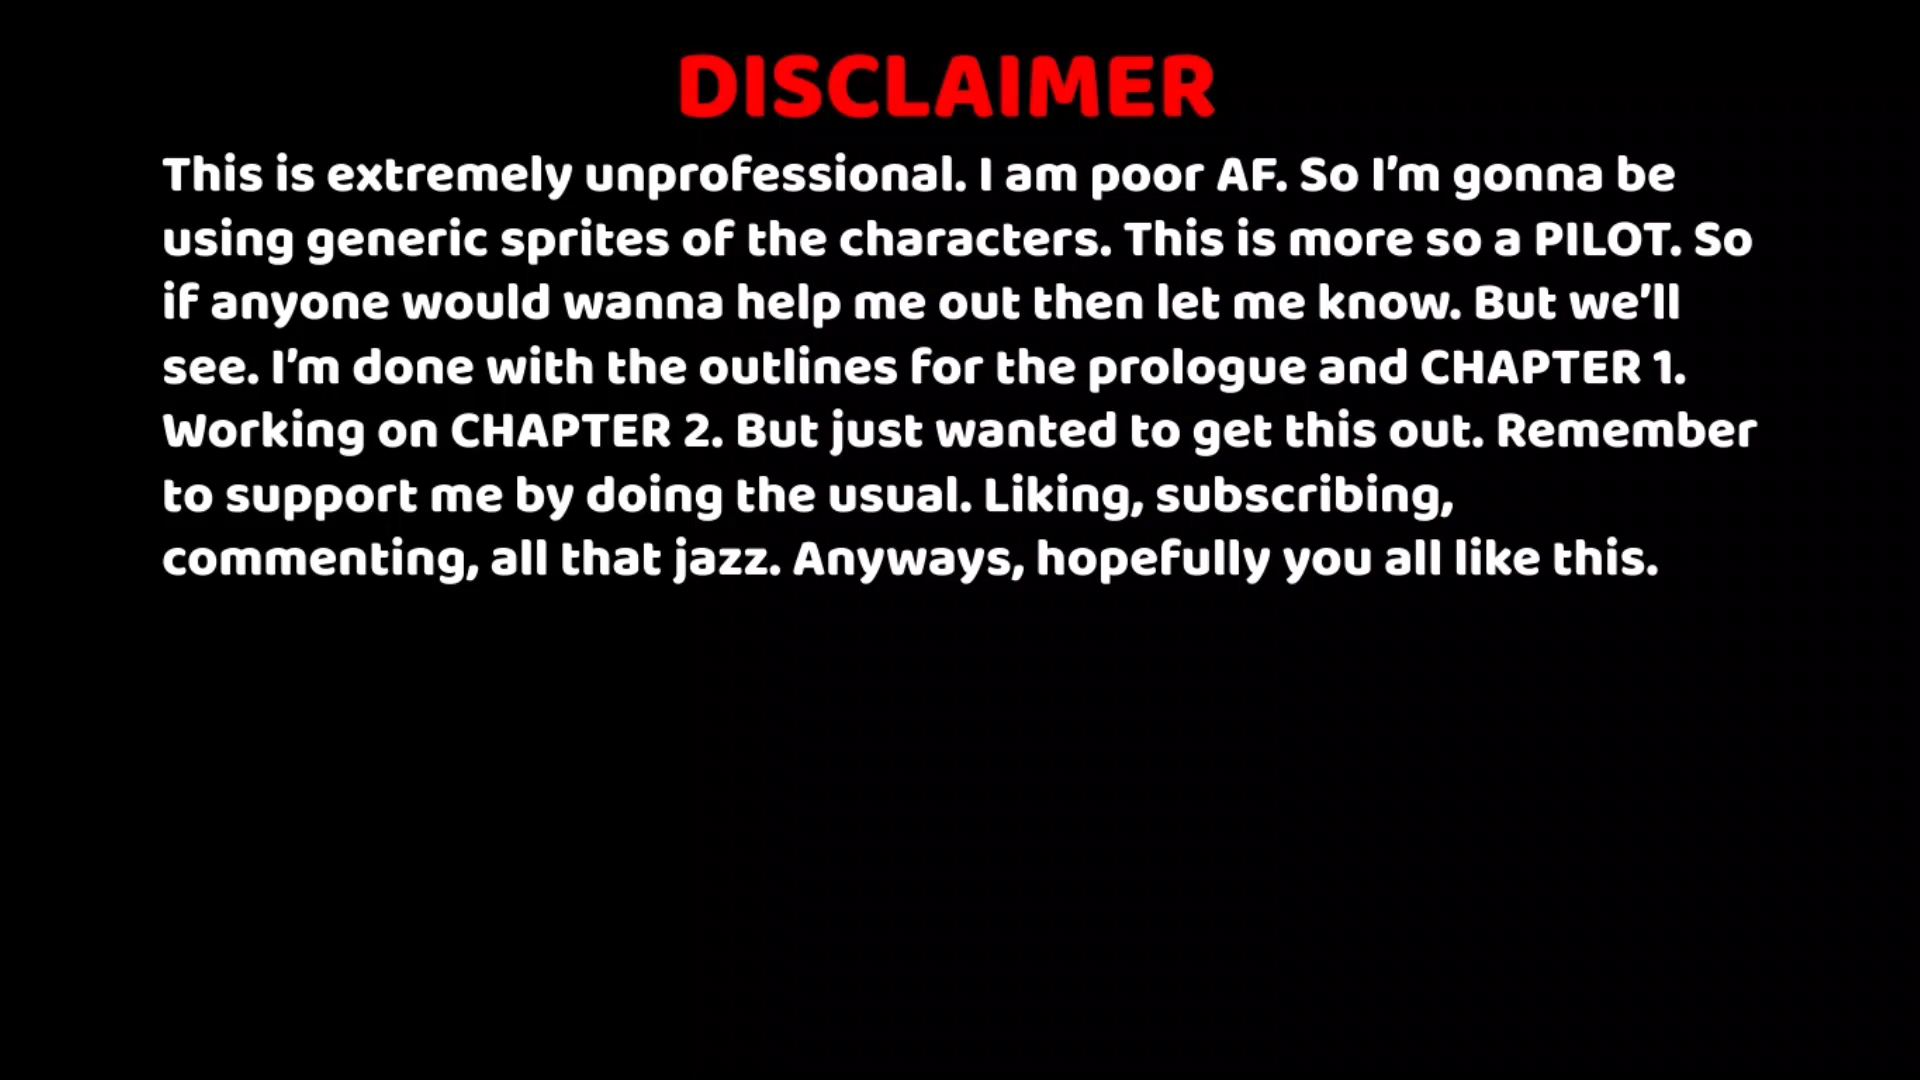 DISCLAIMER
This is extremely unprofessional. I am poor AF. So I'm gonna be
using generic sprites of the characters. This is more so a PILOT. So
if anyone would wanna help me out then let me know. But we'll
see. I'm done with the outlines for the prologue and CHAPTER 1.
Working on CHAPTER 2. But just wanted to get this out. Remember
to support me by doing the usual. Liking, subscribing,
commenting, all that jazz. Anyways, hopefully you all like this.